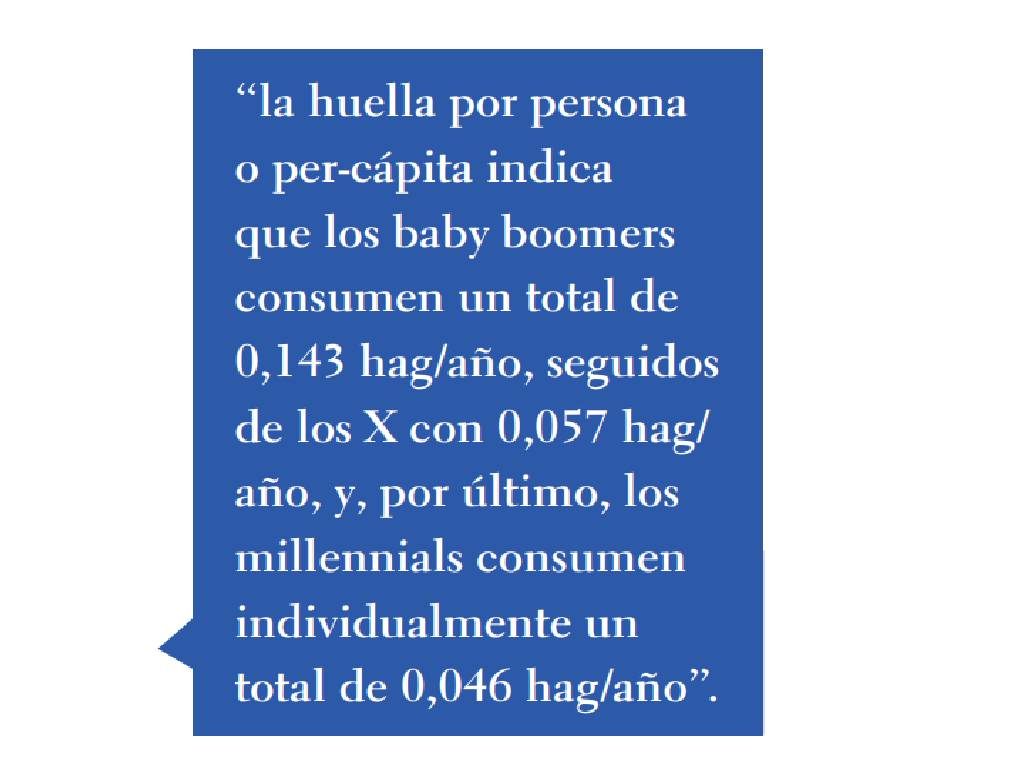 “la huella por persona
o per-cápita indica
que los baby boomers
consumen un total de
0,143 hag/año, seguidos
de los X con 0,057 hag/
año, y, por último, los
millennials consumen
individualmente un
total de 0,046 hag/año”.